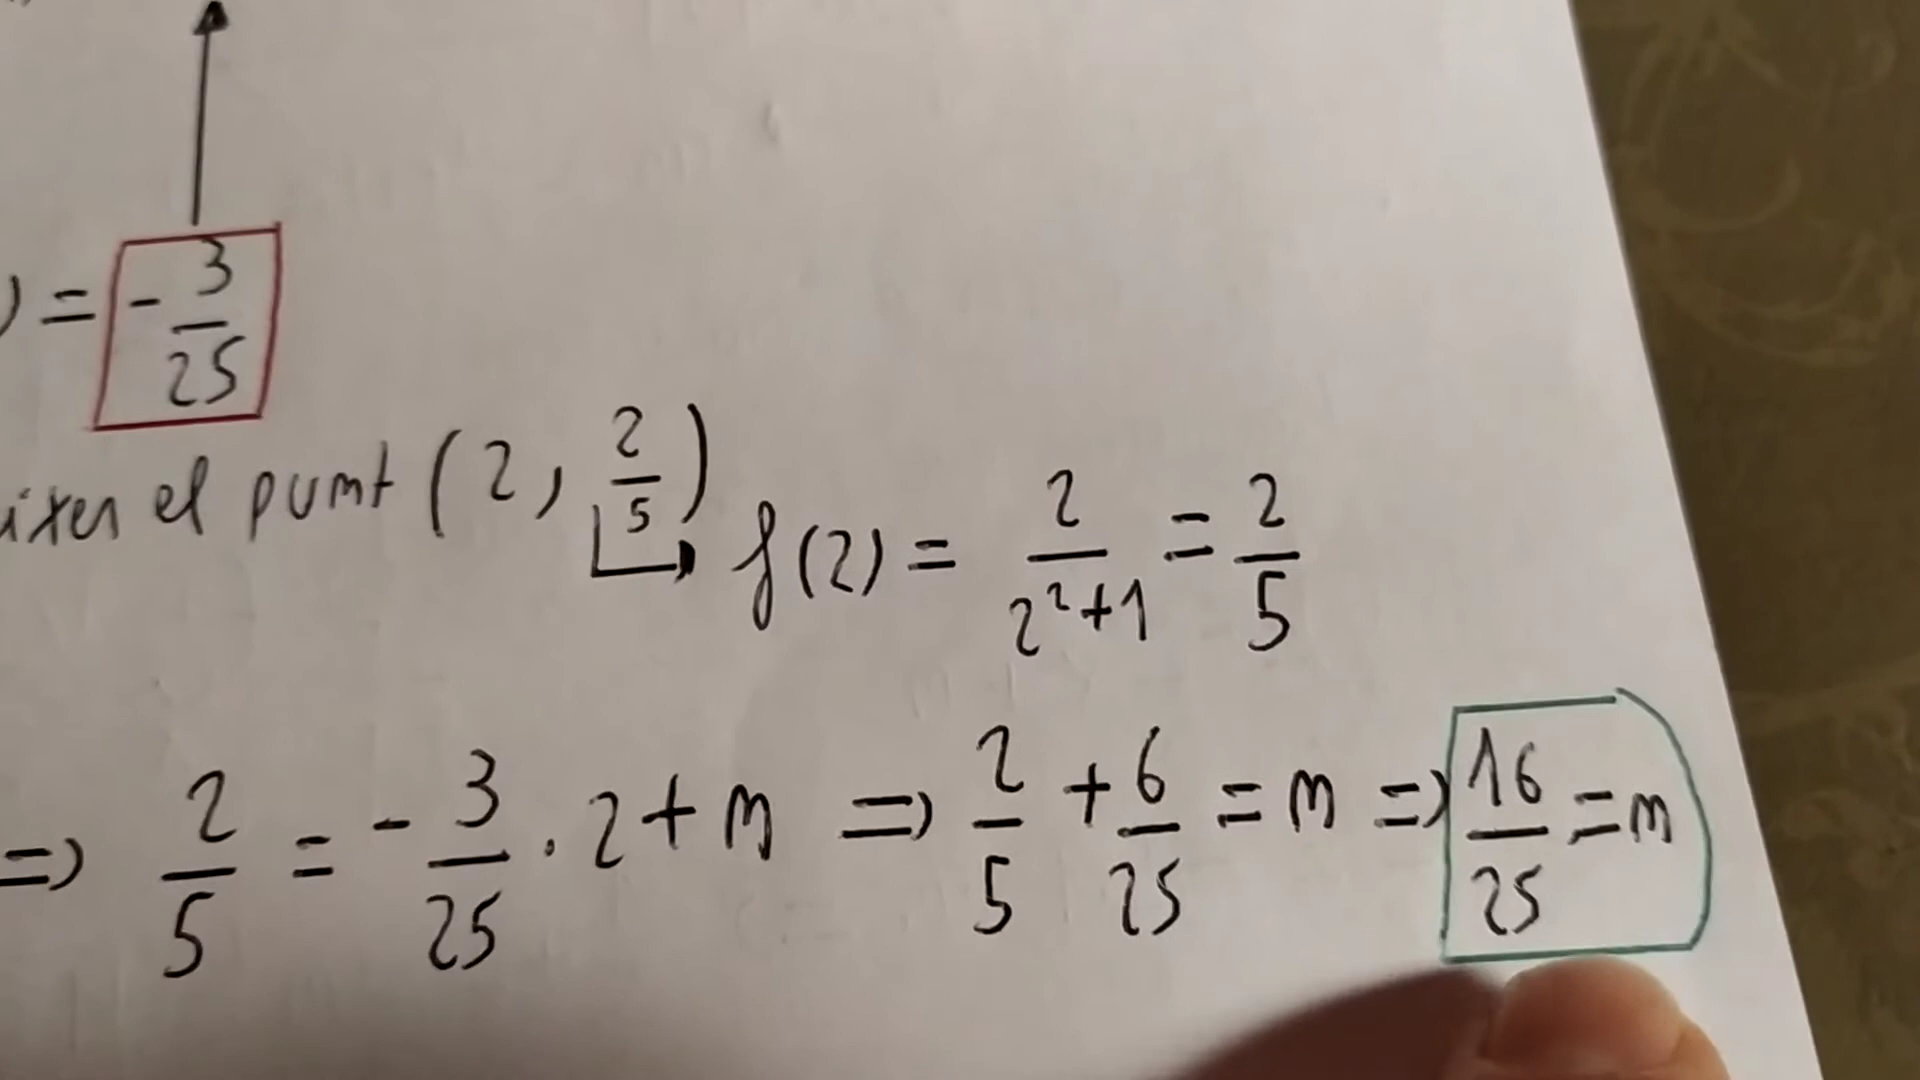 ) = -3/25
el punt (2, 2/5)
f(2) = 2/(2²+1) = 2/5
=> 2/5 = -3/25 · 2 + n => 2/5 + 6/25 = n => 16/25 = n